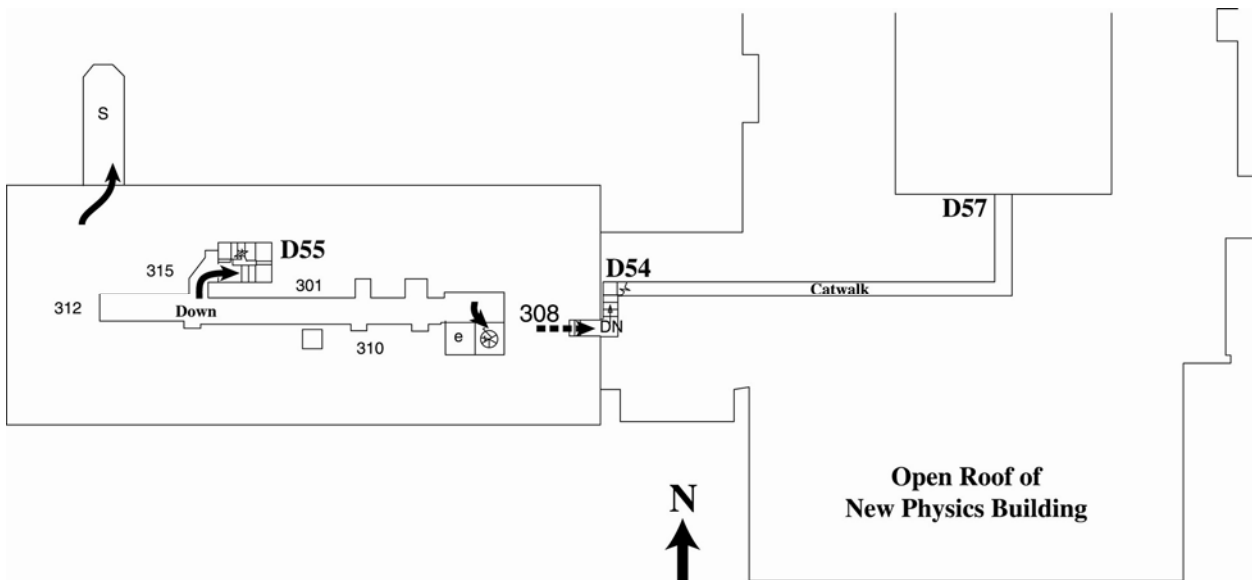 S
D57
D55
D54
315
301
Catwalk
312
Down
308
DN
310
e
Open Roof of
New Physics Building
N